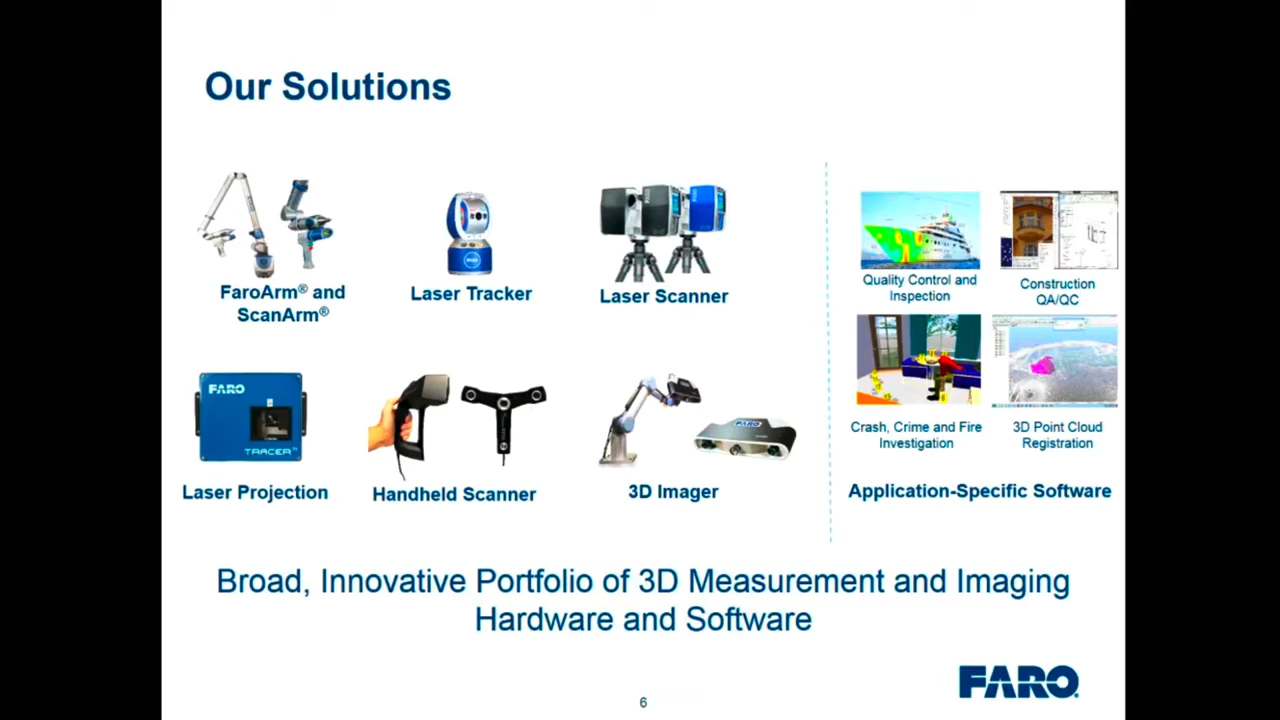 Our Solutions
FaroArm® and
ScanArm®
Laser Tracker
Laser Scanner
Quality Control and
Inspection
Construction
QA/QC
FARO
TRACER
Laser Projection
Handheld Scanner
FARO
3D Imager
Crash, Crime and Fire
Investigation
3D Point Cloud
Registration
Application-Specific Software
Broad, Innovative Portfolio of 3D Measurement and Imaging
Hardware and Software
FARO
6